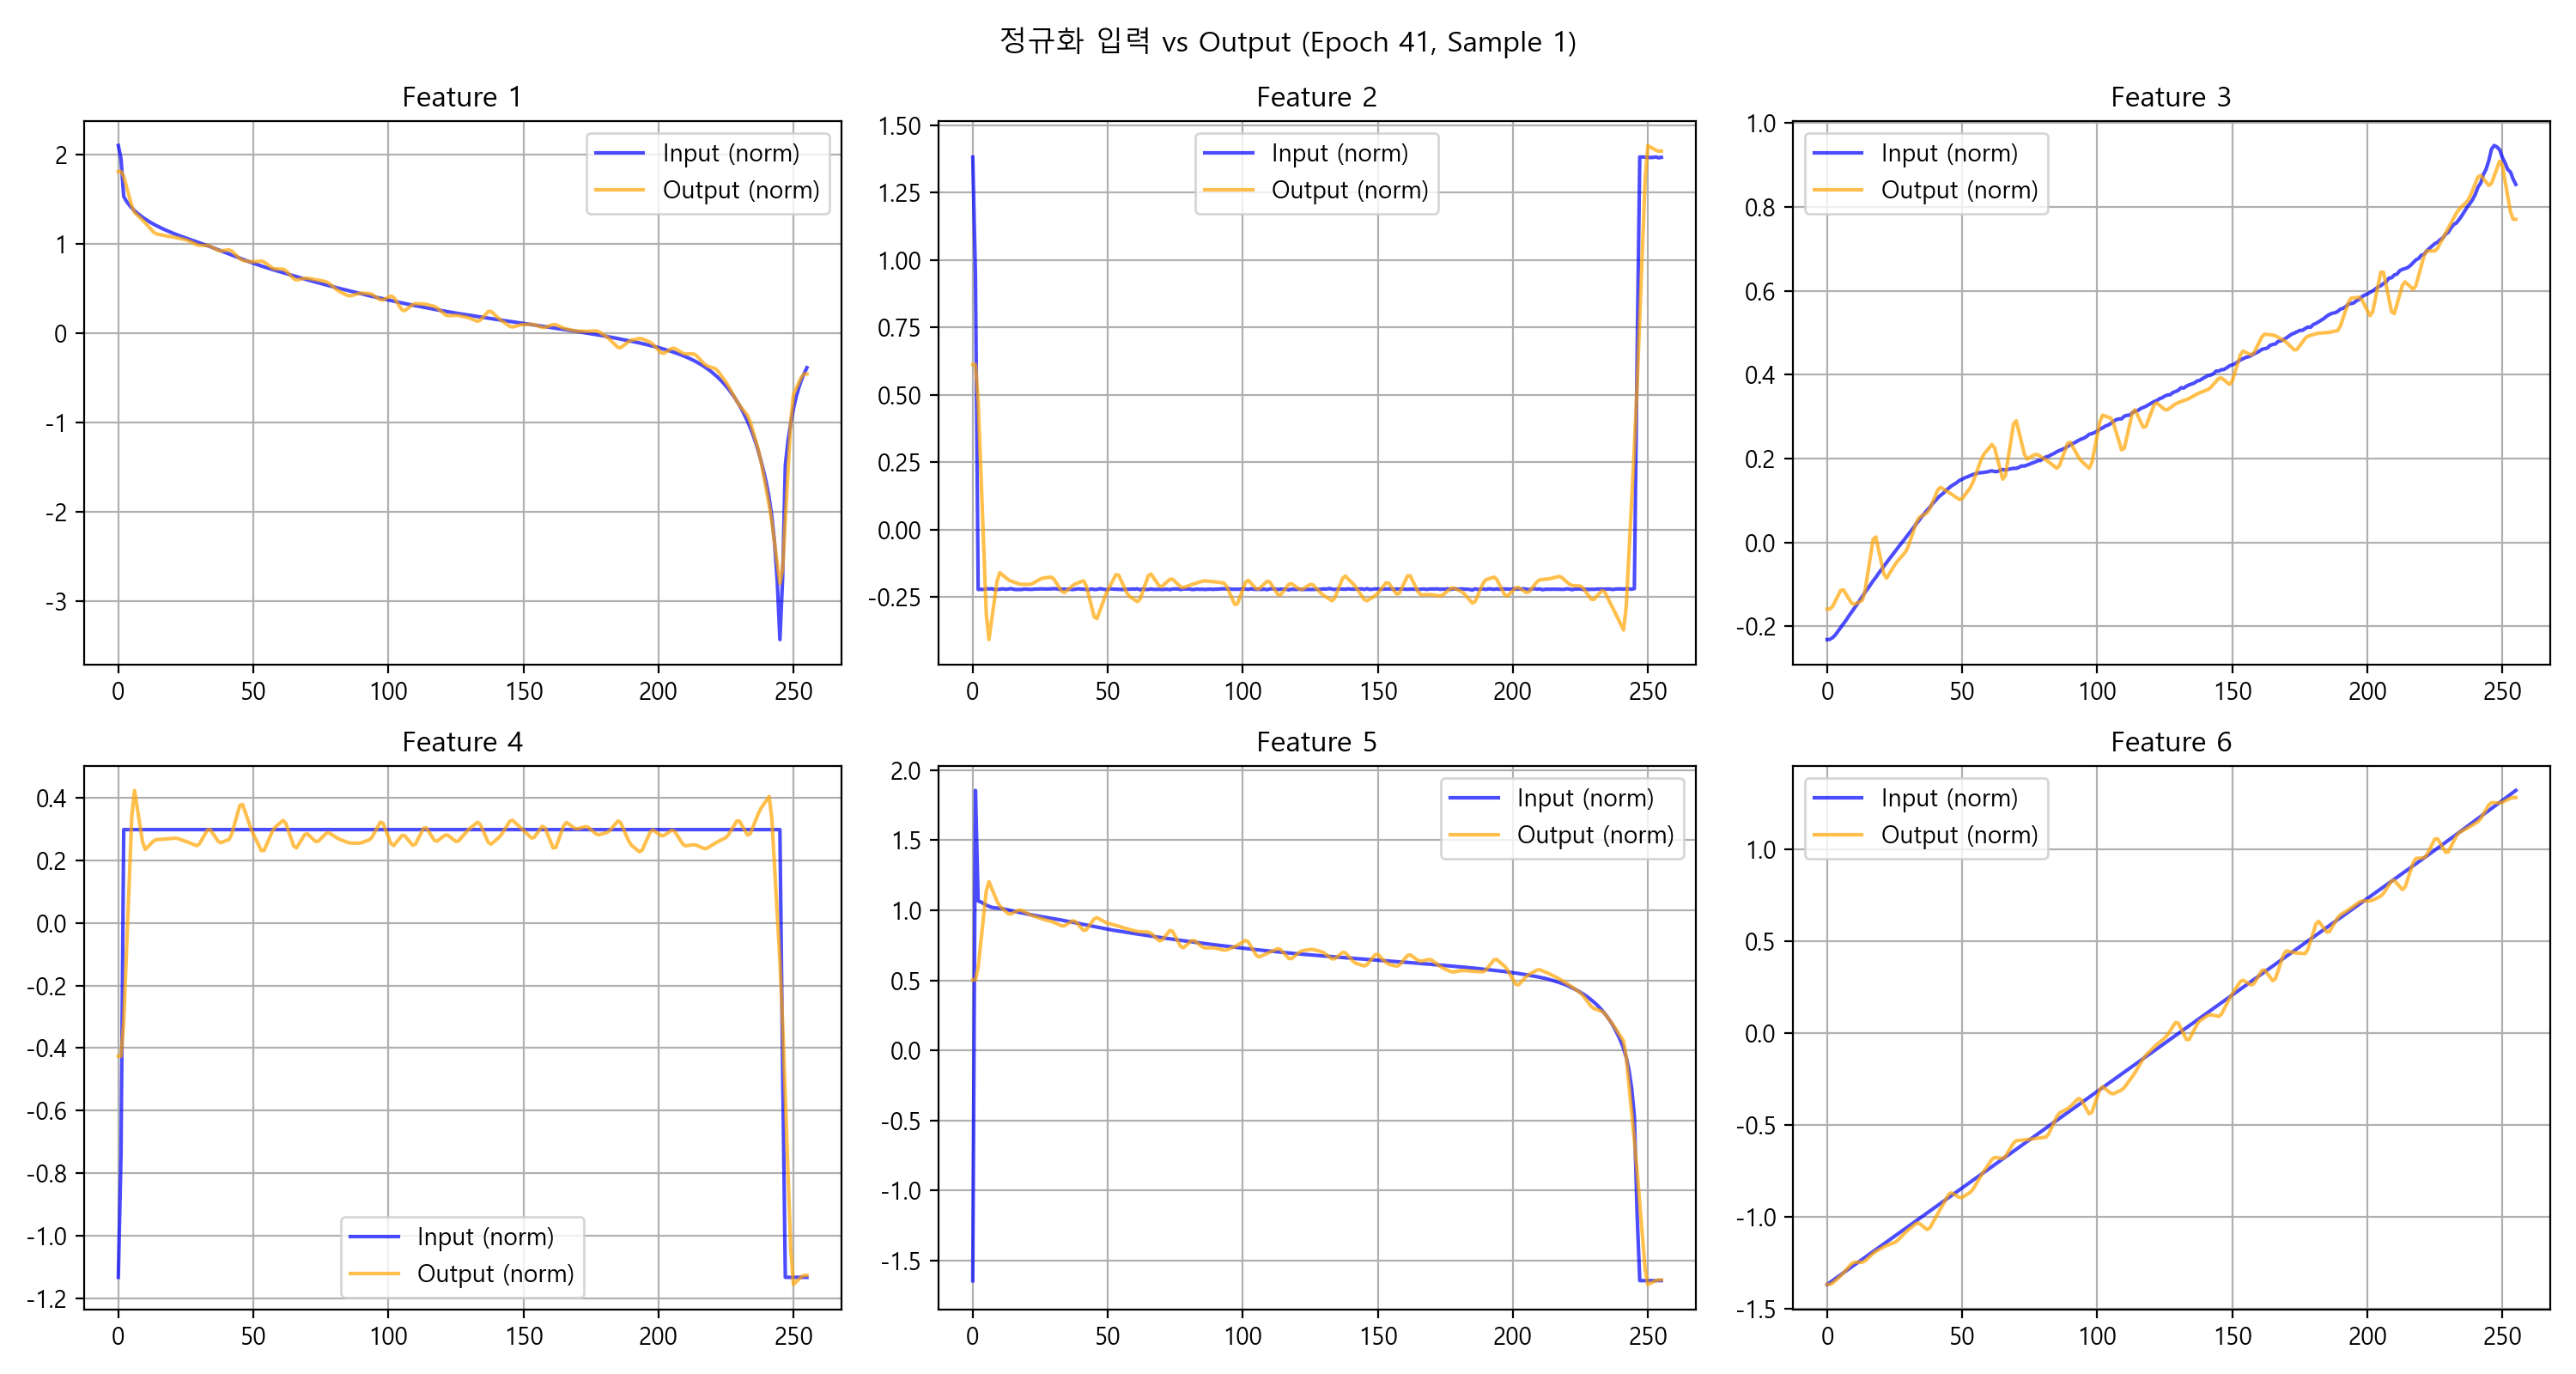 정규화 입력 vs Output (Epoch 41, Sample 1)
Feature 1
2
1
0
-1
-2
-3
0 50 100 150 200 250
Input (norm)
Output (norm)
Feature 2
1.50
1.25
1.00
0.75
0.50
0.25
0.00
-0.25
0 50 100 150 200 250
Input (norm)
Output (norm)
Feature 3
1.0
0.8
0.6
0.4
0.2
0.0
-0.2
0 50 100 150 200 250
Input (norm)
Output (norm)
Feature 4
0.4
0.2
0.0
-0.2
-0.4
-0.6
-0.8
-1.0
-1.2
0 50 100 150 200 250
Input (norm)
Output (norm)
Feature 5
2.0
1.5
1.0
0.5
0.0
-0.5
-1.0
-1.5
0 50 100 150 200 250
Input (norm)
Output (norm)
Feature 6
1.0
0.5
0.0
-0.5
-1.0
-1.5
0 50 100 150 200 250
Input (norm)
Output (norm)